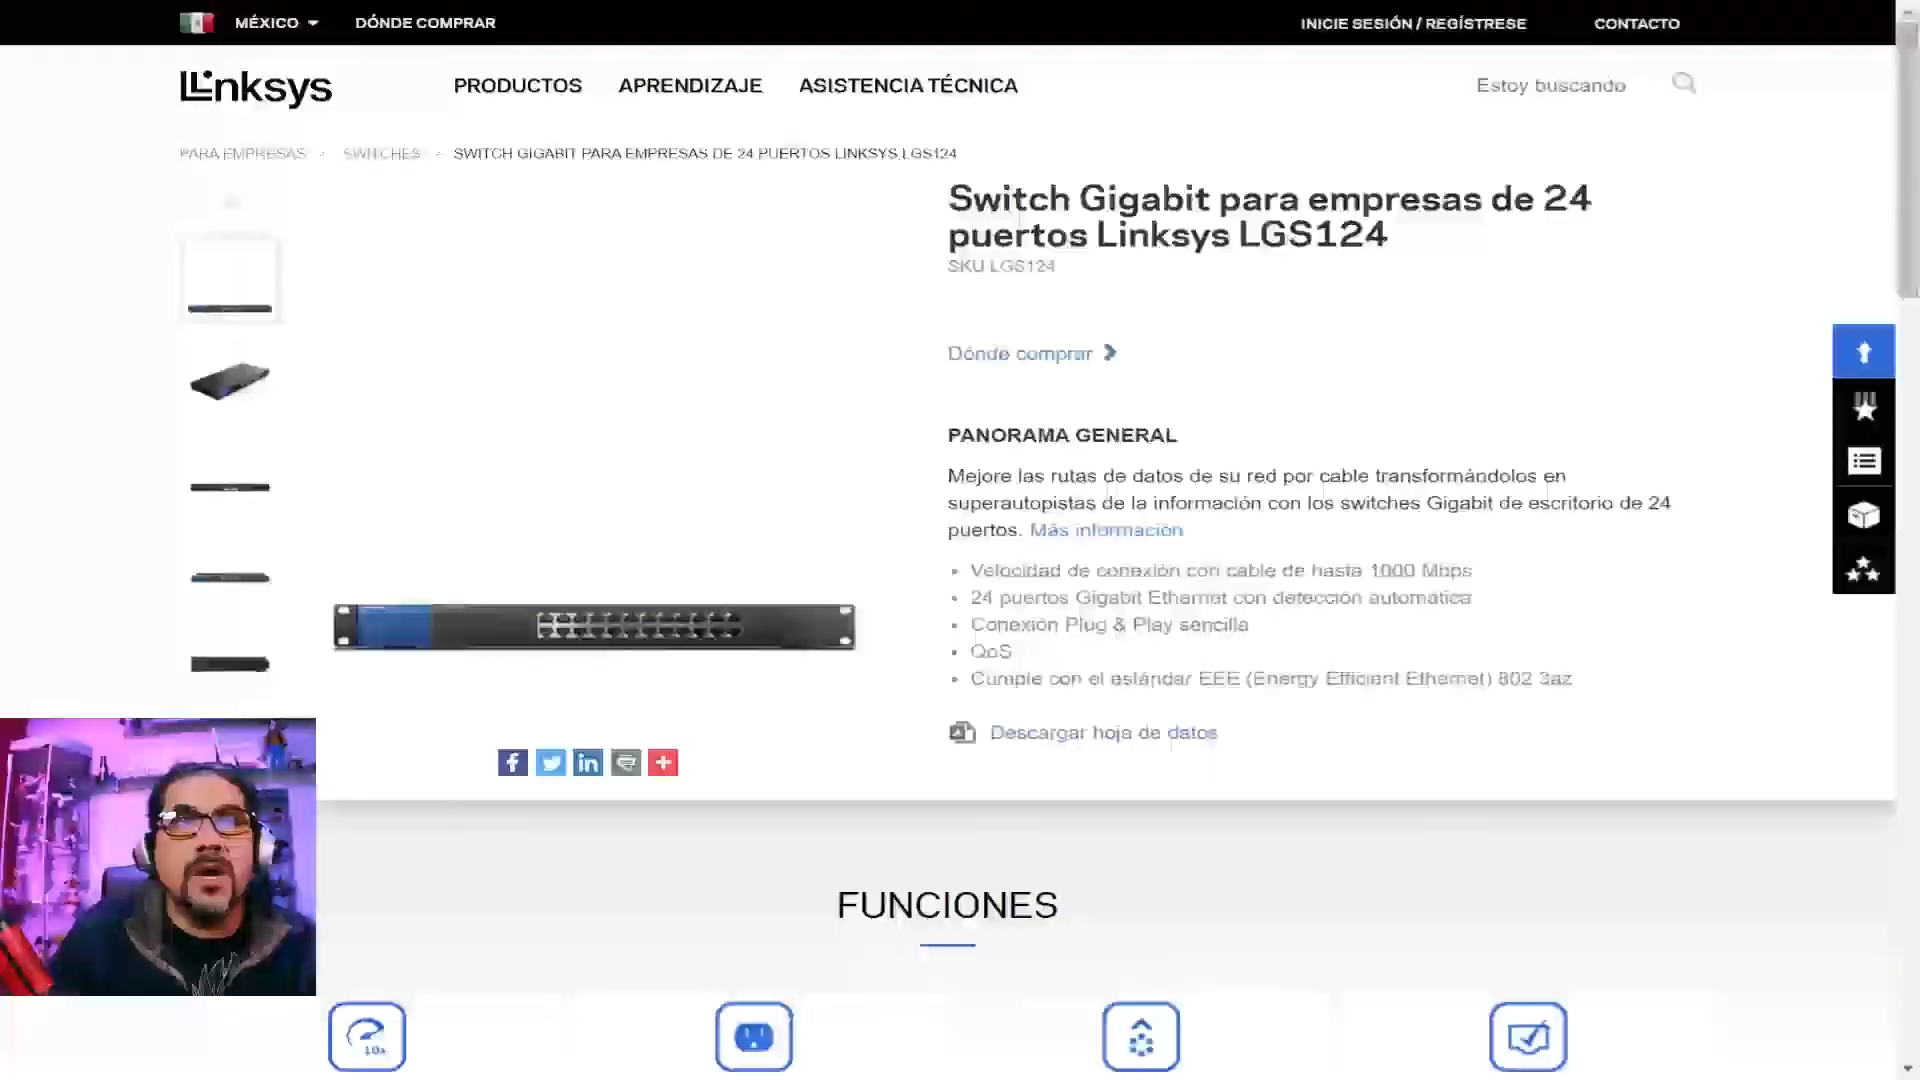 MÉXICO
DÓNDE COMPRAR
INICIE SESIÓN / REGÍSTRESE
CONTACTO
Linksys
PRODUCTOS
APRENDIZAJE
ASISTENCIA TÉCNICA
Estoy buscando
PARA EMPRESAS
SWITCHES
SWITCH GIGABIT PARA EMPRESAS DE 24 PUERTOS LINKSYS LGS124
Switch Gigabit para empresas de 24
puertos Linksys LGS124
SKU LGS124
Dónde comprar
PANORAMA GENERAL
Mejore las rutas de datos de su red por cable transformándolos en
superautopistas de la información con los switches Gigabit de escritorio de 24
puertos. Más información
• Velocidad de conexión con cable de hasta 1000 Mbps
• 24 puertos Gigabit Ethernet con detección automática
• Conexión Plug & Play sencilla
• QoS
• Cumple con el estándar EEE (Energy Efficient Ethernet) 802 3az
Descargar hoja de datos
FUNCIONES
10x